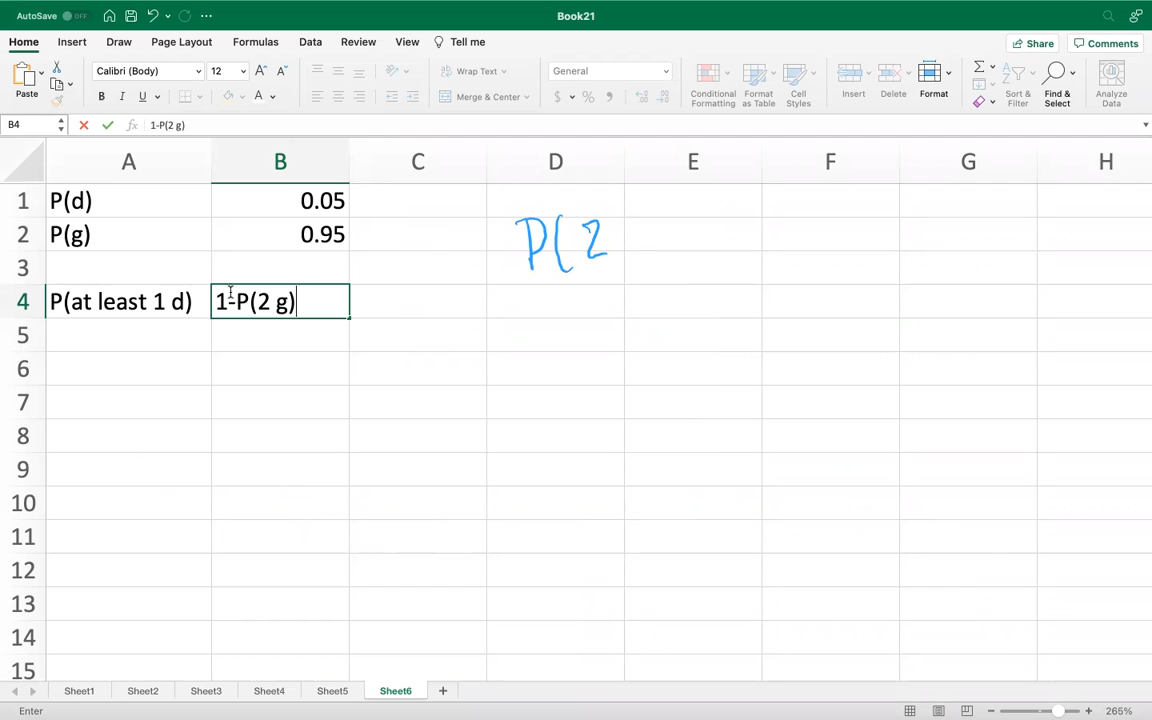 AutoSave OFF Book21
Home Insert Draw Page Layout Formulas Data Review View Tell me Share Comments
Paste Calibri (Body) 12 A A Wrap Text General Conditional Formatting Format as Table Cell Styles Insert Delete Format Sort & Filter Find & Select Analyze Data
B I U A Merge & Center $ % 9
B4 fx 1-P(2 g)
A B C D E F G H
1 P(d) 0.05
2 P(g) 0.95 P(2
3
4 P(at least 1 d) 1-P(2 g)
5
6
7
8
9
10
11
12
13
14
15
Sheet1 Sheet2 Sheet3 Sheet4 Sheet5 Sheet6 +
Enter 265%